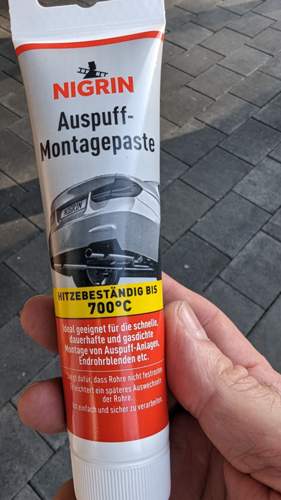 NIGRIN
Auspuff-
Montagepaste
NIGRIN
HITZEBESTÄNDIG BIS
700°C
Ideal geeignet für die schnelle,
dauerhafte und gasdichte
Montage von Auspuff-Anlagen,
Endrohrblenden etc.
dafür, dass Rohre nicht festrosten
erleichtert ein späteres Auswechseln
der Rohre.
einfach und sicher zu verarbeiten.